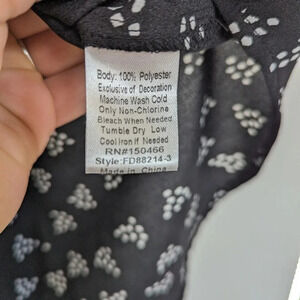 Body: 100% Polyester
Exclusive of Decoration
Machine Wash Cold
Only Non-Chlorine
Bleach When Needed
Tumble Dry Low
Cool Iron if Needed
RN#150466
Style:FD88214-3
Made in China